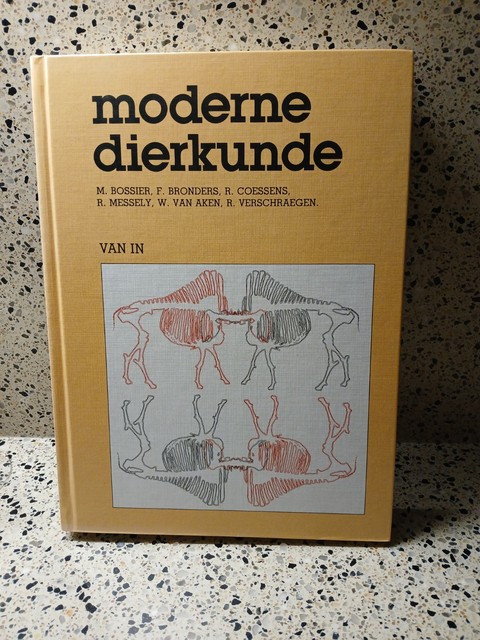 moderne
dierkunde
M. BOSSIER, F. BRONDERS, R. COESSENS,
R. MESSELY, W. VAN AKEN, R. VERSCHRAEGEN.
VAN IN